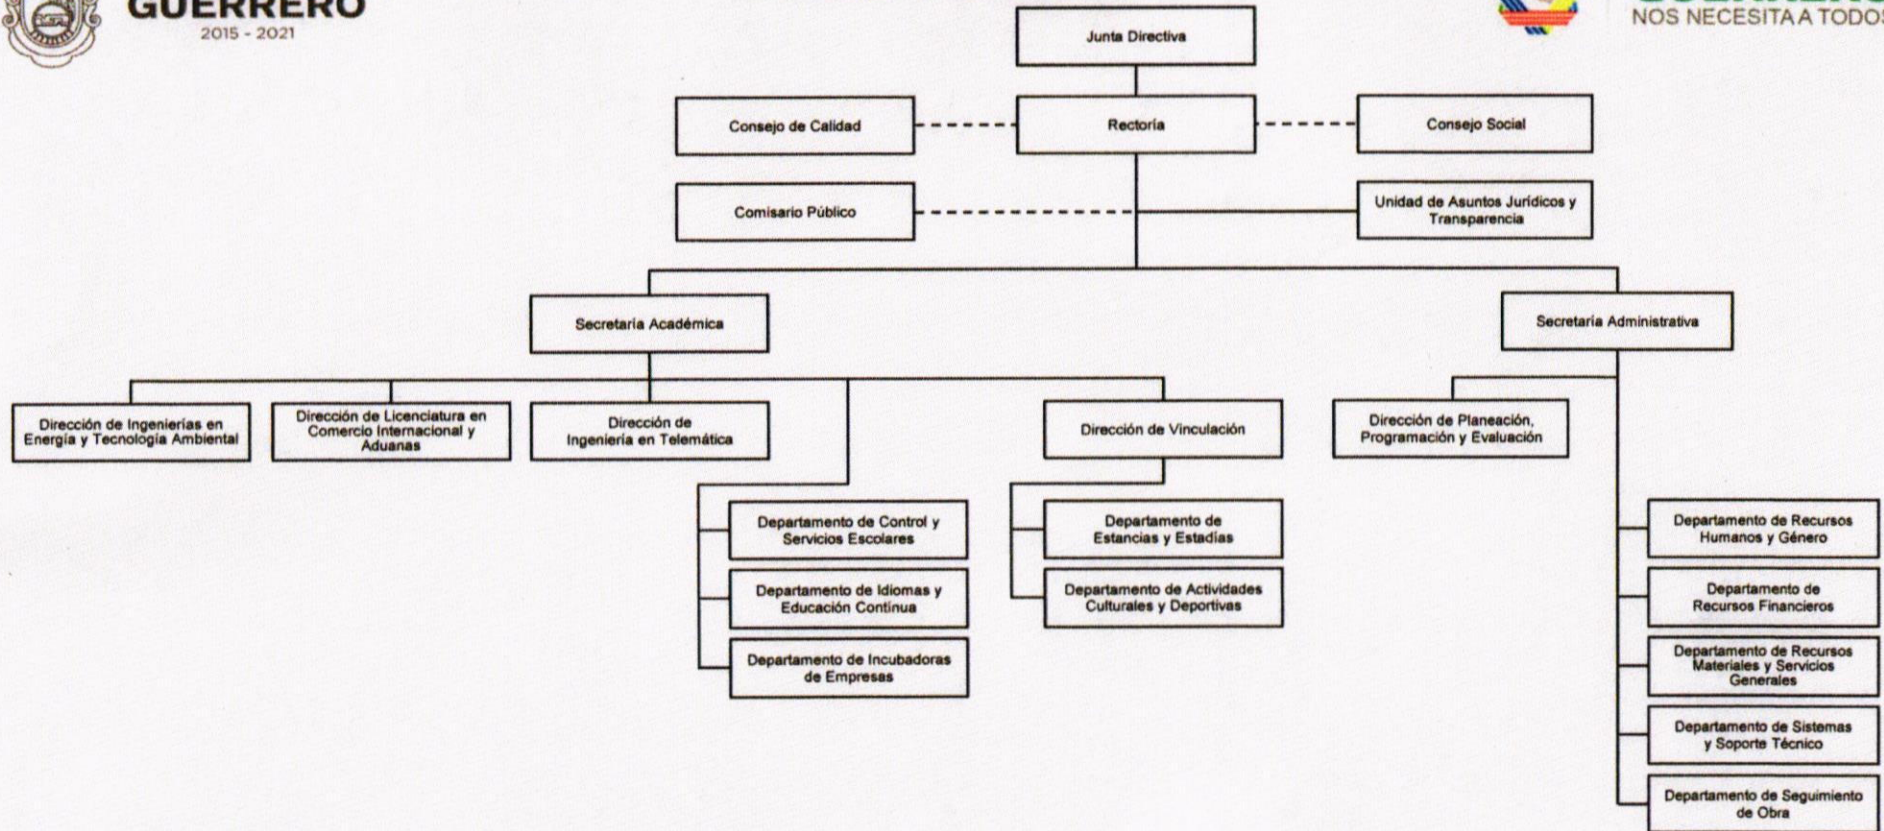 GUERRERO
2015 - 2021
GUERRERO
NOS NECESITA A TODOS
Junta Directiva
Consejo de Calidad
Rectoría
Consejo Social
Comisario Público
Unidad de Asuntos Jurídicos y
Transparencia
Secretaría Académica
Secretaría Administrativa
Dirección de Ingenierías en
Energía y Tecnología Ambiental
Dirección de Licenciatura en
Comercio Internacional y
Aduanas
Dirección de
Ingeniería en Telemática
Dirección de Vinculación
Dirección de Planeación,
Programación y Evaluación
Departamento de Control y
Servicios Escolares
Departamento de Idiomas y
Educación Continua
Departamento de Incubadoras
de Empresas
Departamento de
Estancias y Estadías
Departamento de Actividades
Culturales y Deportivas
Departamento de Recursos
Humanos y Género
Departamento de
Recursos Financieros
Departamento de Recursos
Materiales y Servicios
Generales
Departamento de Sistemas
y Soporte Técnico
Departamento de Seguimiento
de Obra